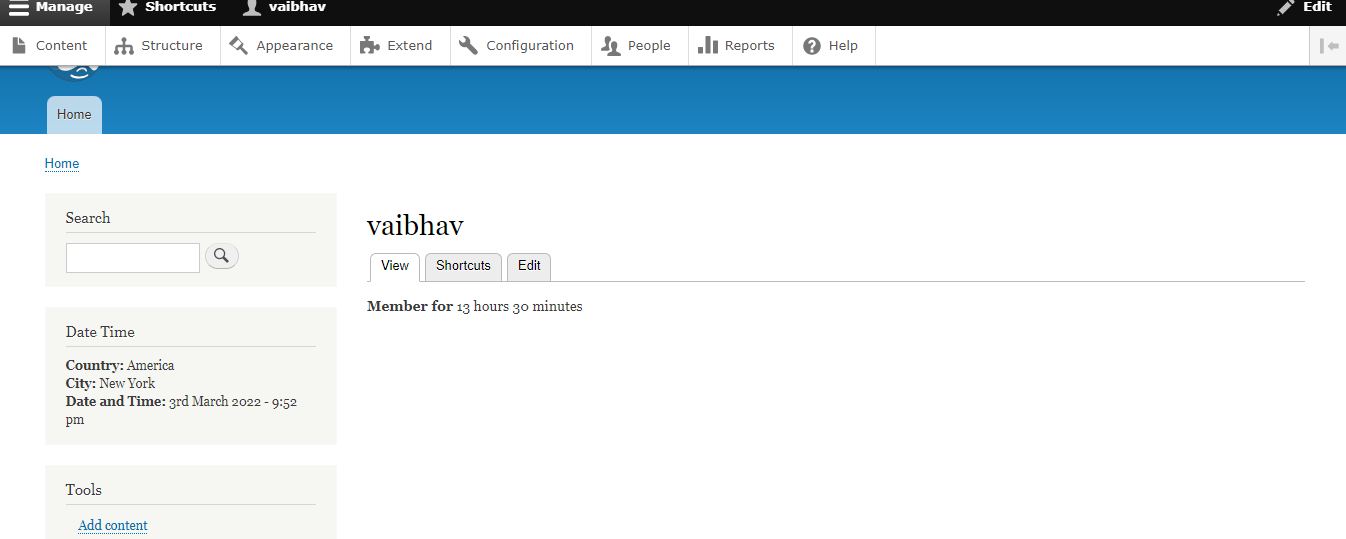 Manage Shortcuts vaibhav Edit
Content Structure Appearance Extend Configuration People Reports Help
Home
Home
Search
Date Time
Country: America
City: New York
Date and Time: 3rd March 2022 - 9:52
pm
Tools
Add content
vaibhav
View Shortcuts Edit
Member for 13 hours 30 minutes